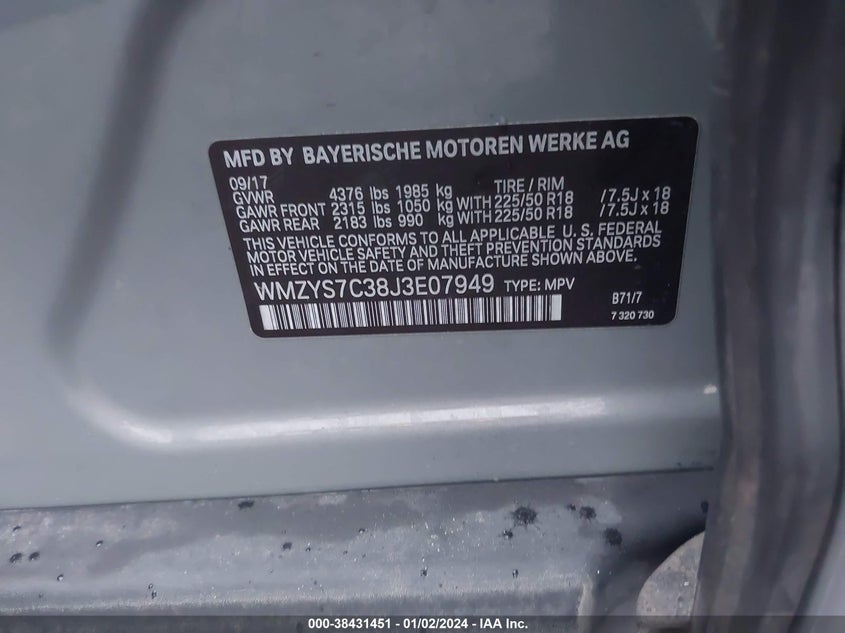 MFD BY BAYERISCHE MOTOREN WERKE AG
09/17 TIRE / RIM
GVWR 4376 lbs 1985 kg
GAWR FRONT 2315 lbs 1050 kg WITH 225/50 R18 /7.5J x 18
GAWR REAR 2183 lbs 990 kg WITH 225/50 R18 /7.5J x 18
THIS VEHICLE CONFORMS TO ALL APPLICABLE U. S. FEDERAL
MOTOR VEHICLE SAFETY AND THEFT PREVENTION STANDARDS
IN EFFECT ON THE DATE OF MANUFACTURE SHOWN ABOVE.
WMZYS7C38J3E07949 TYPE: MPV B71/7
7 320 730
000-38431451 - 01/02/2024 - IAA Inc.